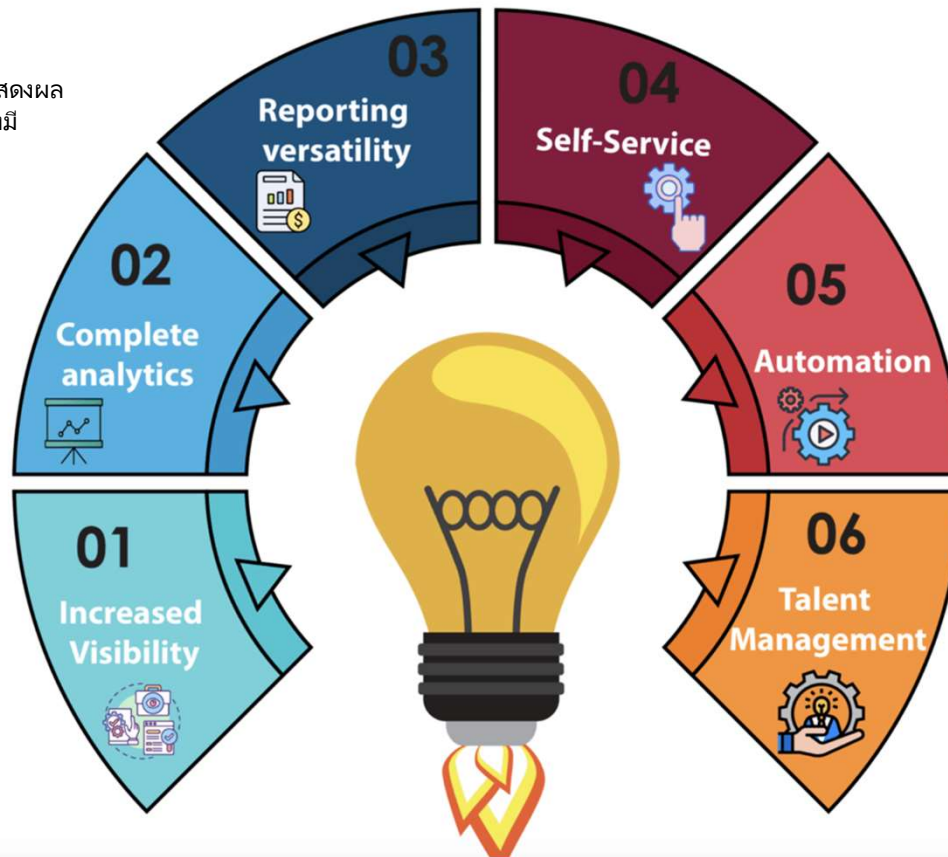 สดงผล
มี
03
Reporting
versatility
04
Self-Service
02
Complete
analytics
05
Automation
01
Increased
Visibility
06
Talent
Management